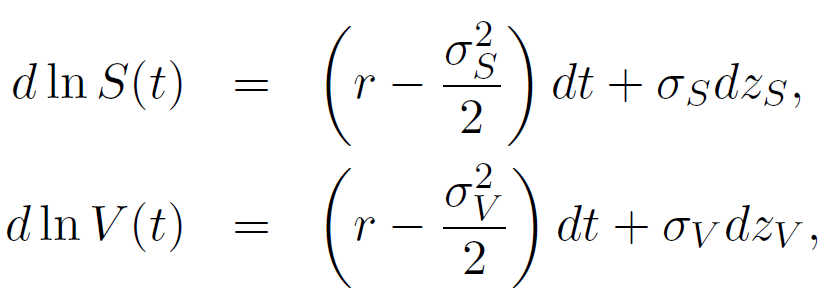 d ln S(t) = (r − σ_S^2/2) dt + σ_S dz_S,
d ln V(t) = (r − σ_V^2/2) dt + σ_V dz_V,